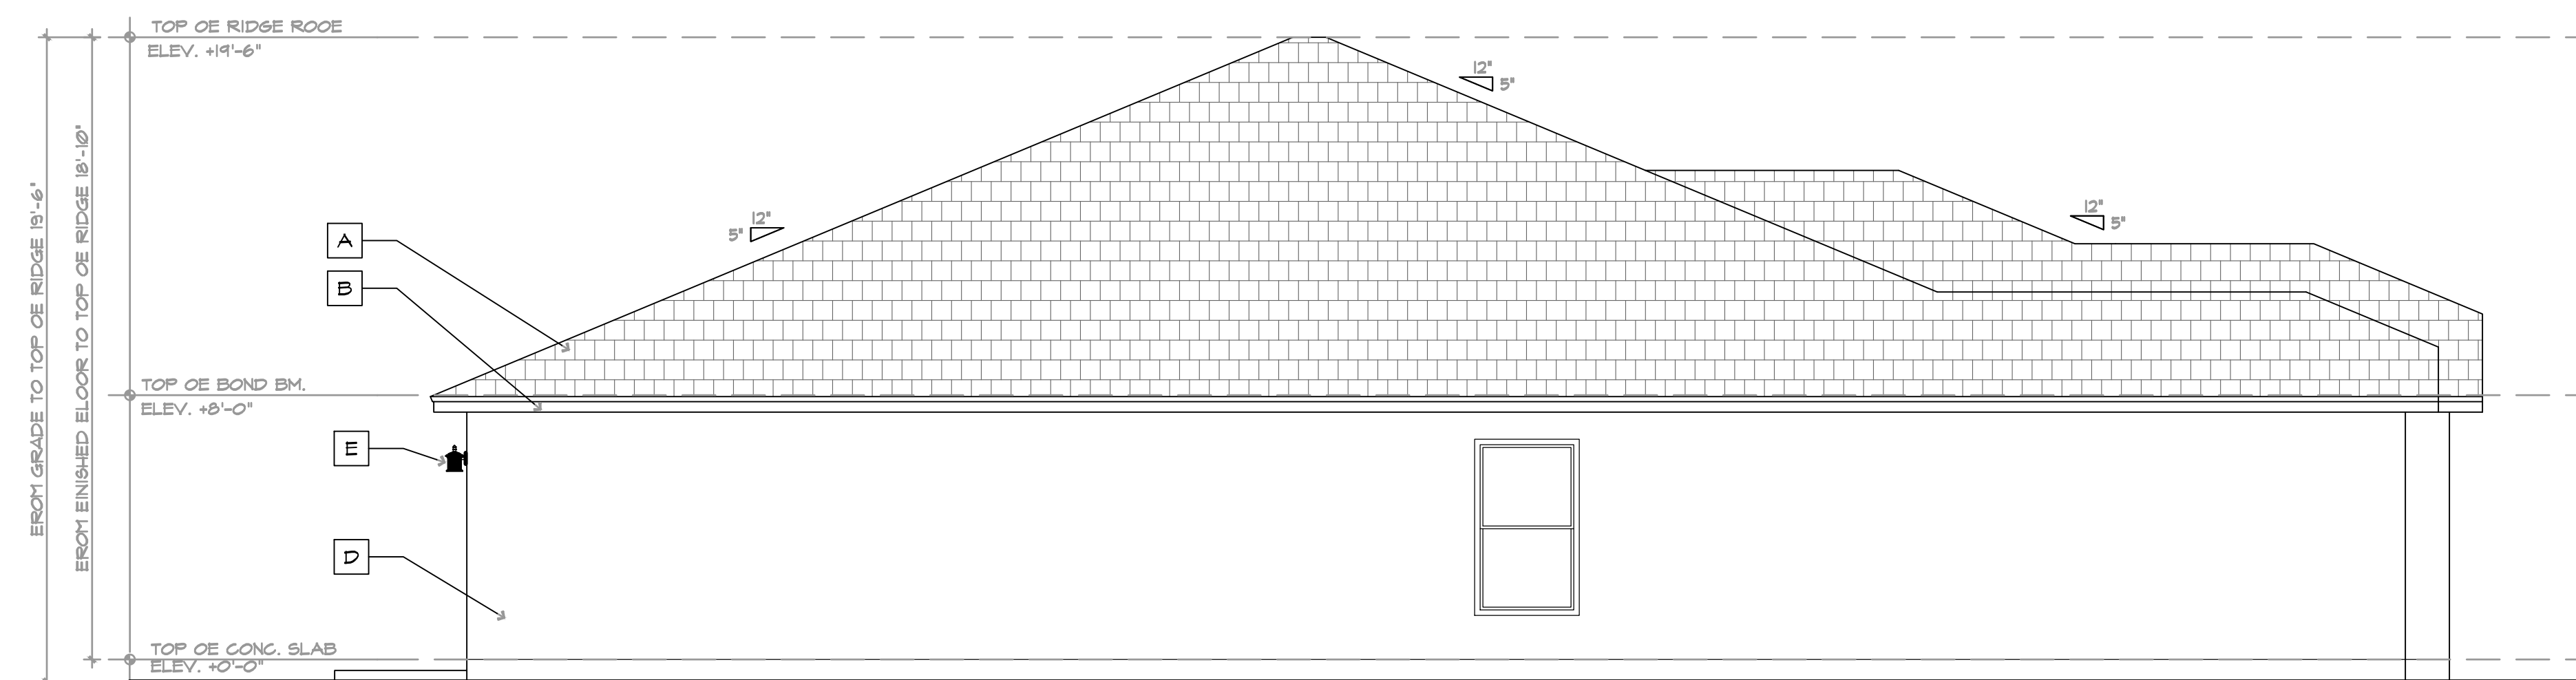 TOP OE RIDGE ROOE
ELEV. +19'-6"
12"
5"
12"
5"
12"
5"
A
B
TOP OE BOND BM.
ELEV. +8'-0"
E
D
TOP OE CONC. SLAB
ELEV. +0'-0"
EROM GRADE TO TOP OE RIDGE 19'-6"
EROM EINISHED ELOOR TO TOP OE RIDGE 18'-10"